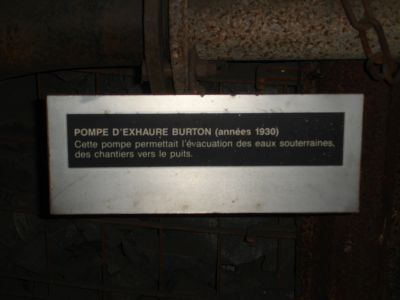 POMPE D'EXHAURE BURTON (années 1930)
Cette pompe permettait l'évacuation des eaux souterraines,
des chantiers vers le puits.